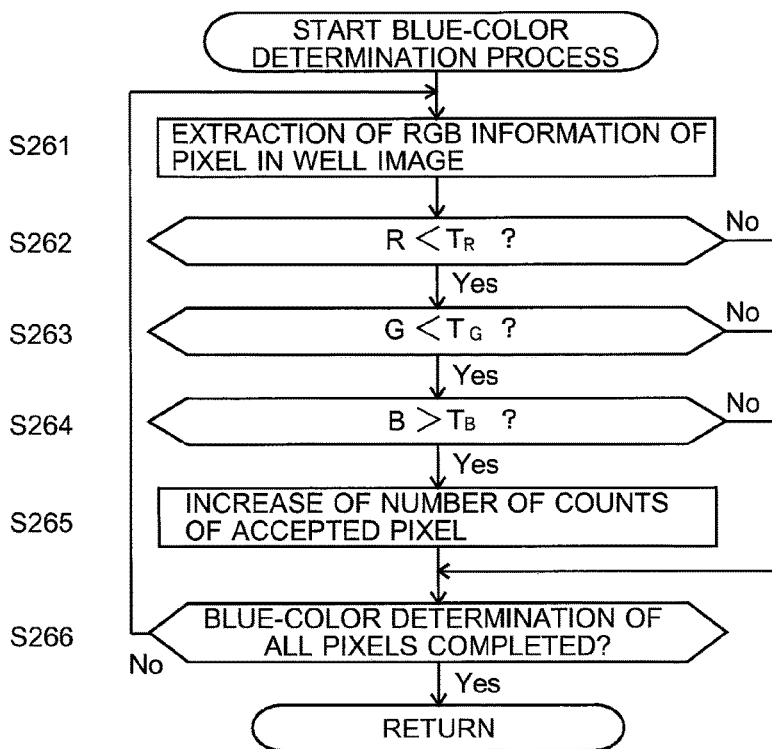 START BLUE-COLOR
DETERMINATION PROCESS
S261
EXTRACTION OF RGB INFORMATION OF
PIXEL IN WELL IMAGE
S262
R < TR ?
No
Yes
S263
G < TG ?
No
Yes
S264
B > TB ?
No
Yes
S265
INCREASE OF NUMBER OF COUNTS
OF ACCEPTED PIXEL
S266
BLUE-COLOR DETERMINATION OF
ALL PIXELS COMPLETED?
No
Yes
RETURN